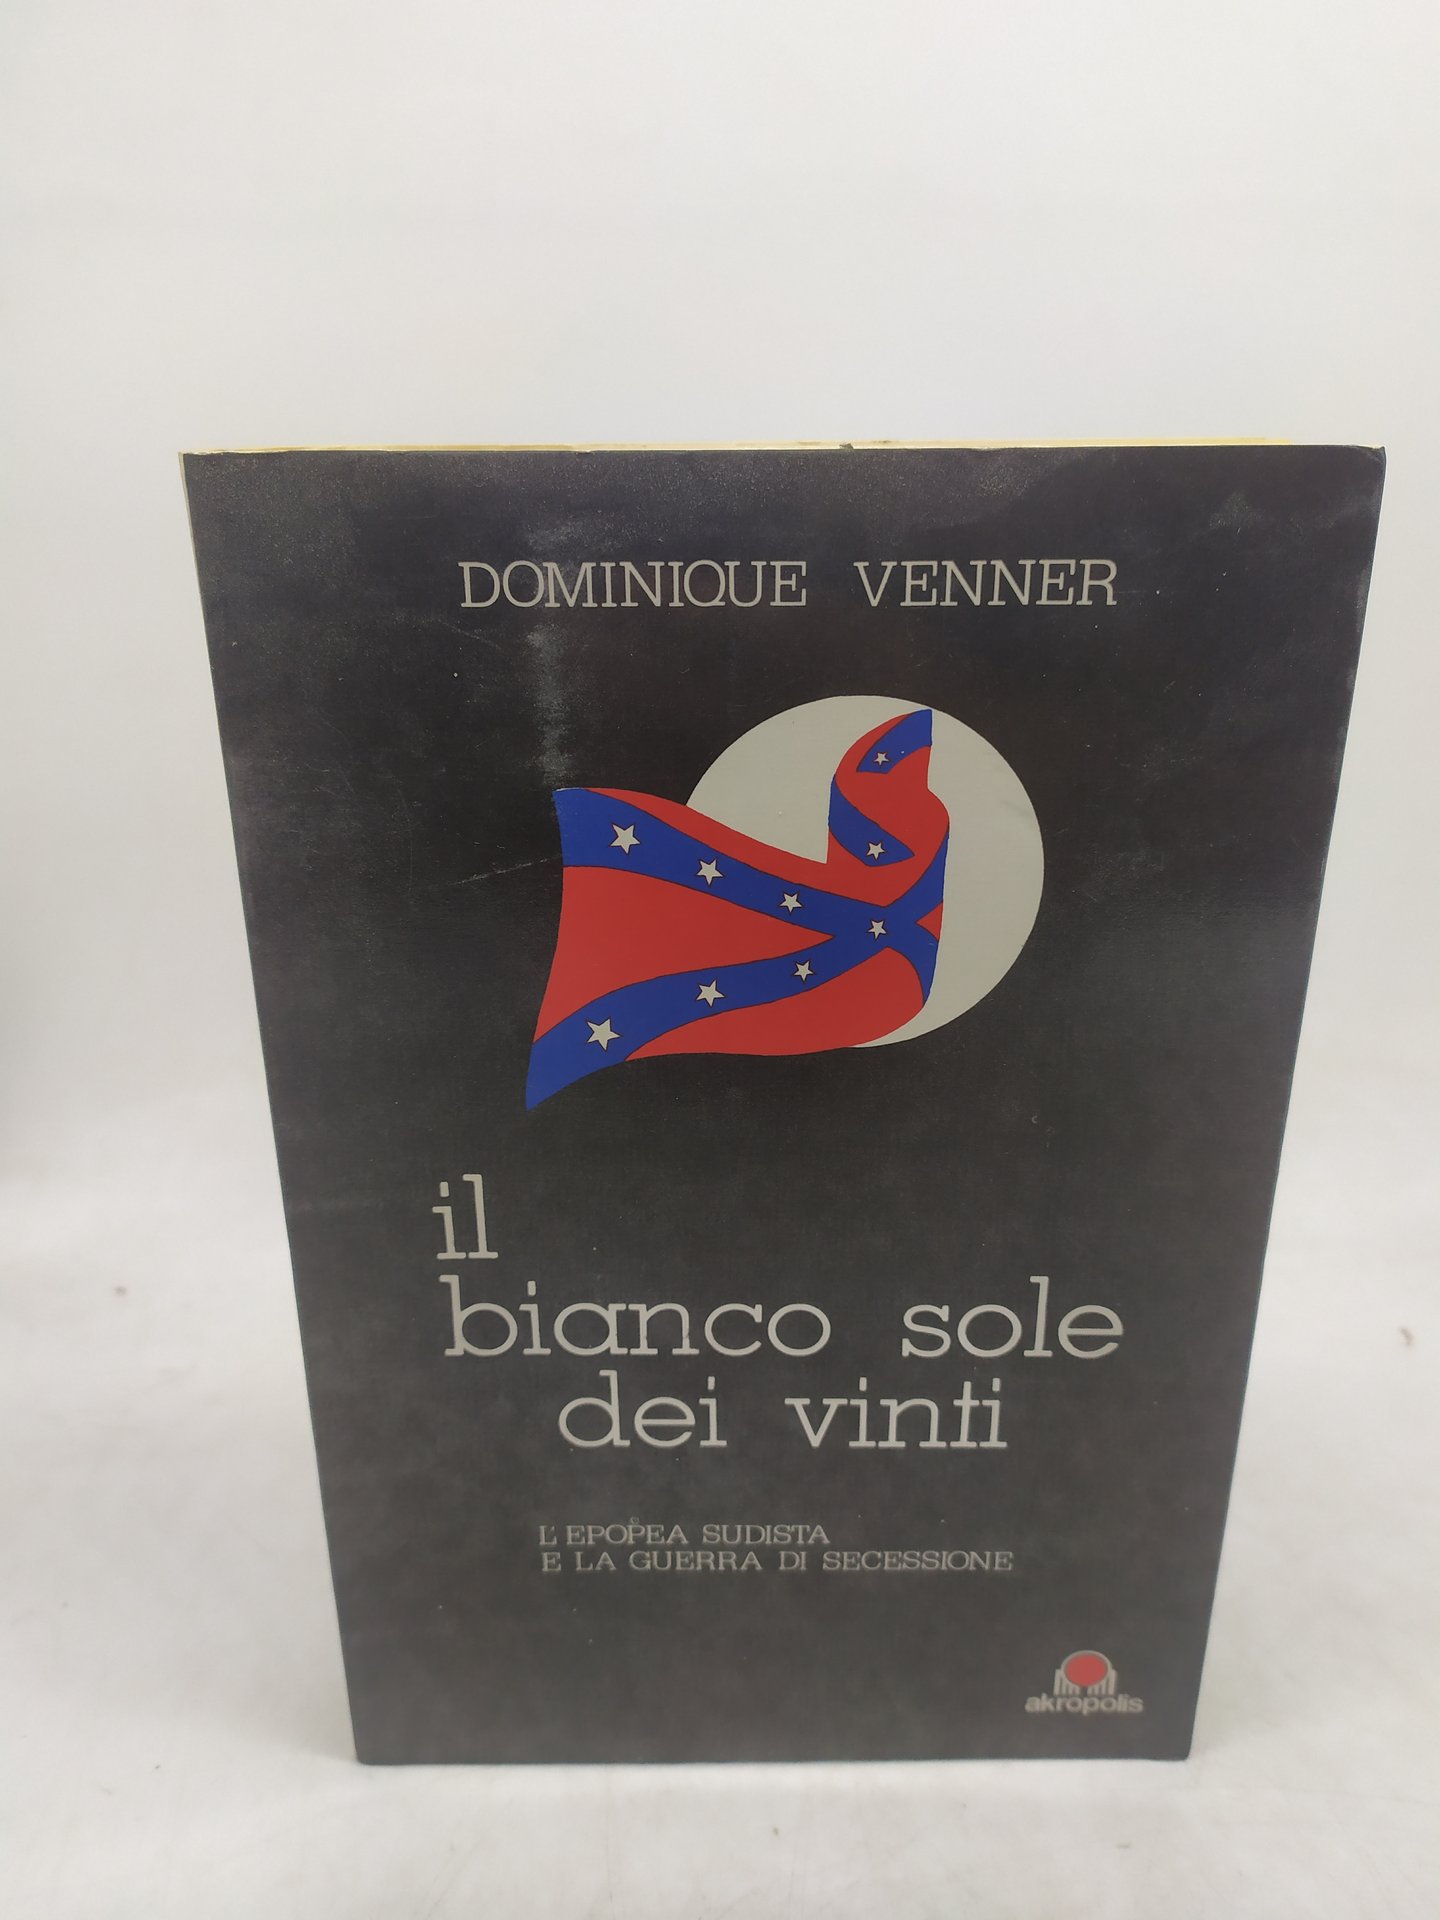 DOMINIQUE VENNER
il
bianco sole
dei vinti
L'EPOPEA SUDISTA
E LA GUERRA DI SECESSIONE
akropolis